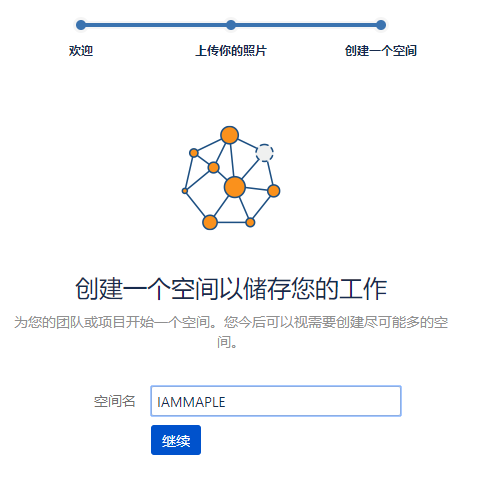 欢迎
上传你的照片
创建一个空间
创建一个空间以储存您的工作
为您的团队或项目开始一个空间。您今后可以视需要创建尽可能多的空
间。
空间名
IAMMAPLE
继续